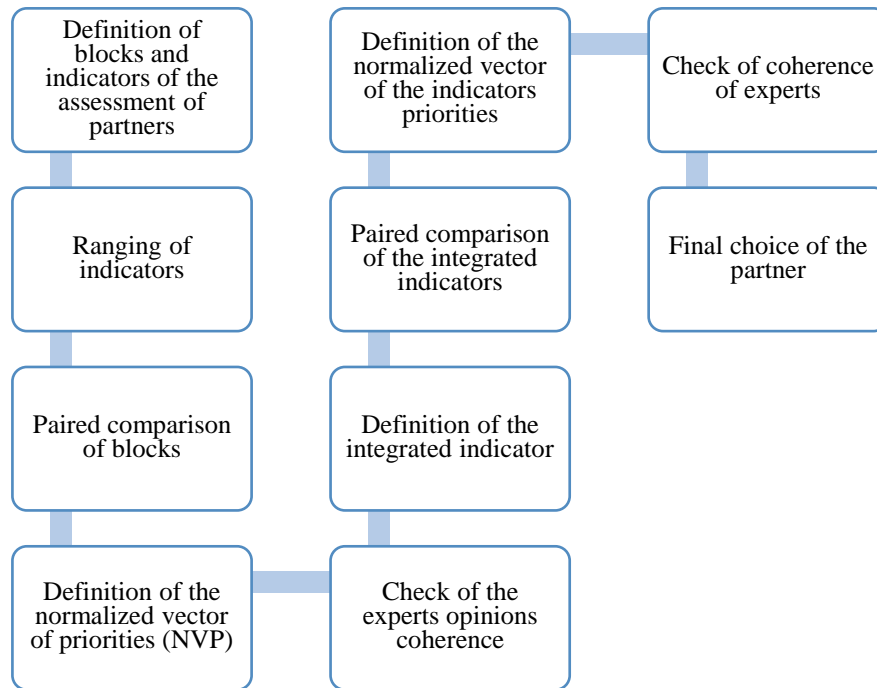 Definition of
blocks and
indicators of the
assessment of
partners
Ranging of
indicators
Paired comparison
of blocks
Definition of the
normalized vector
of priorities (NVP)
Check of the
experts opinions
coherence
Definition of the
integrated indicator
Paired comparison
of the integrated
indicators
Definition of the
normalized vector
of the indicators
priorities
Check of coherence
of experts
Final choice of the
partner